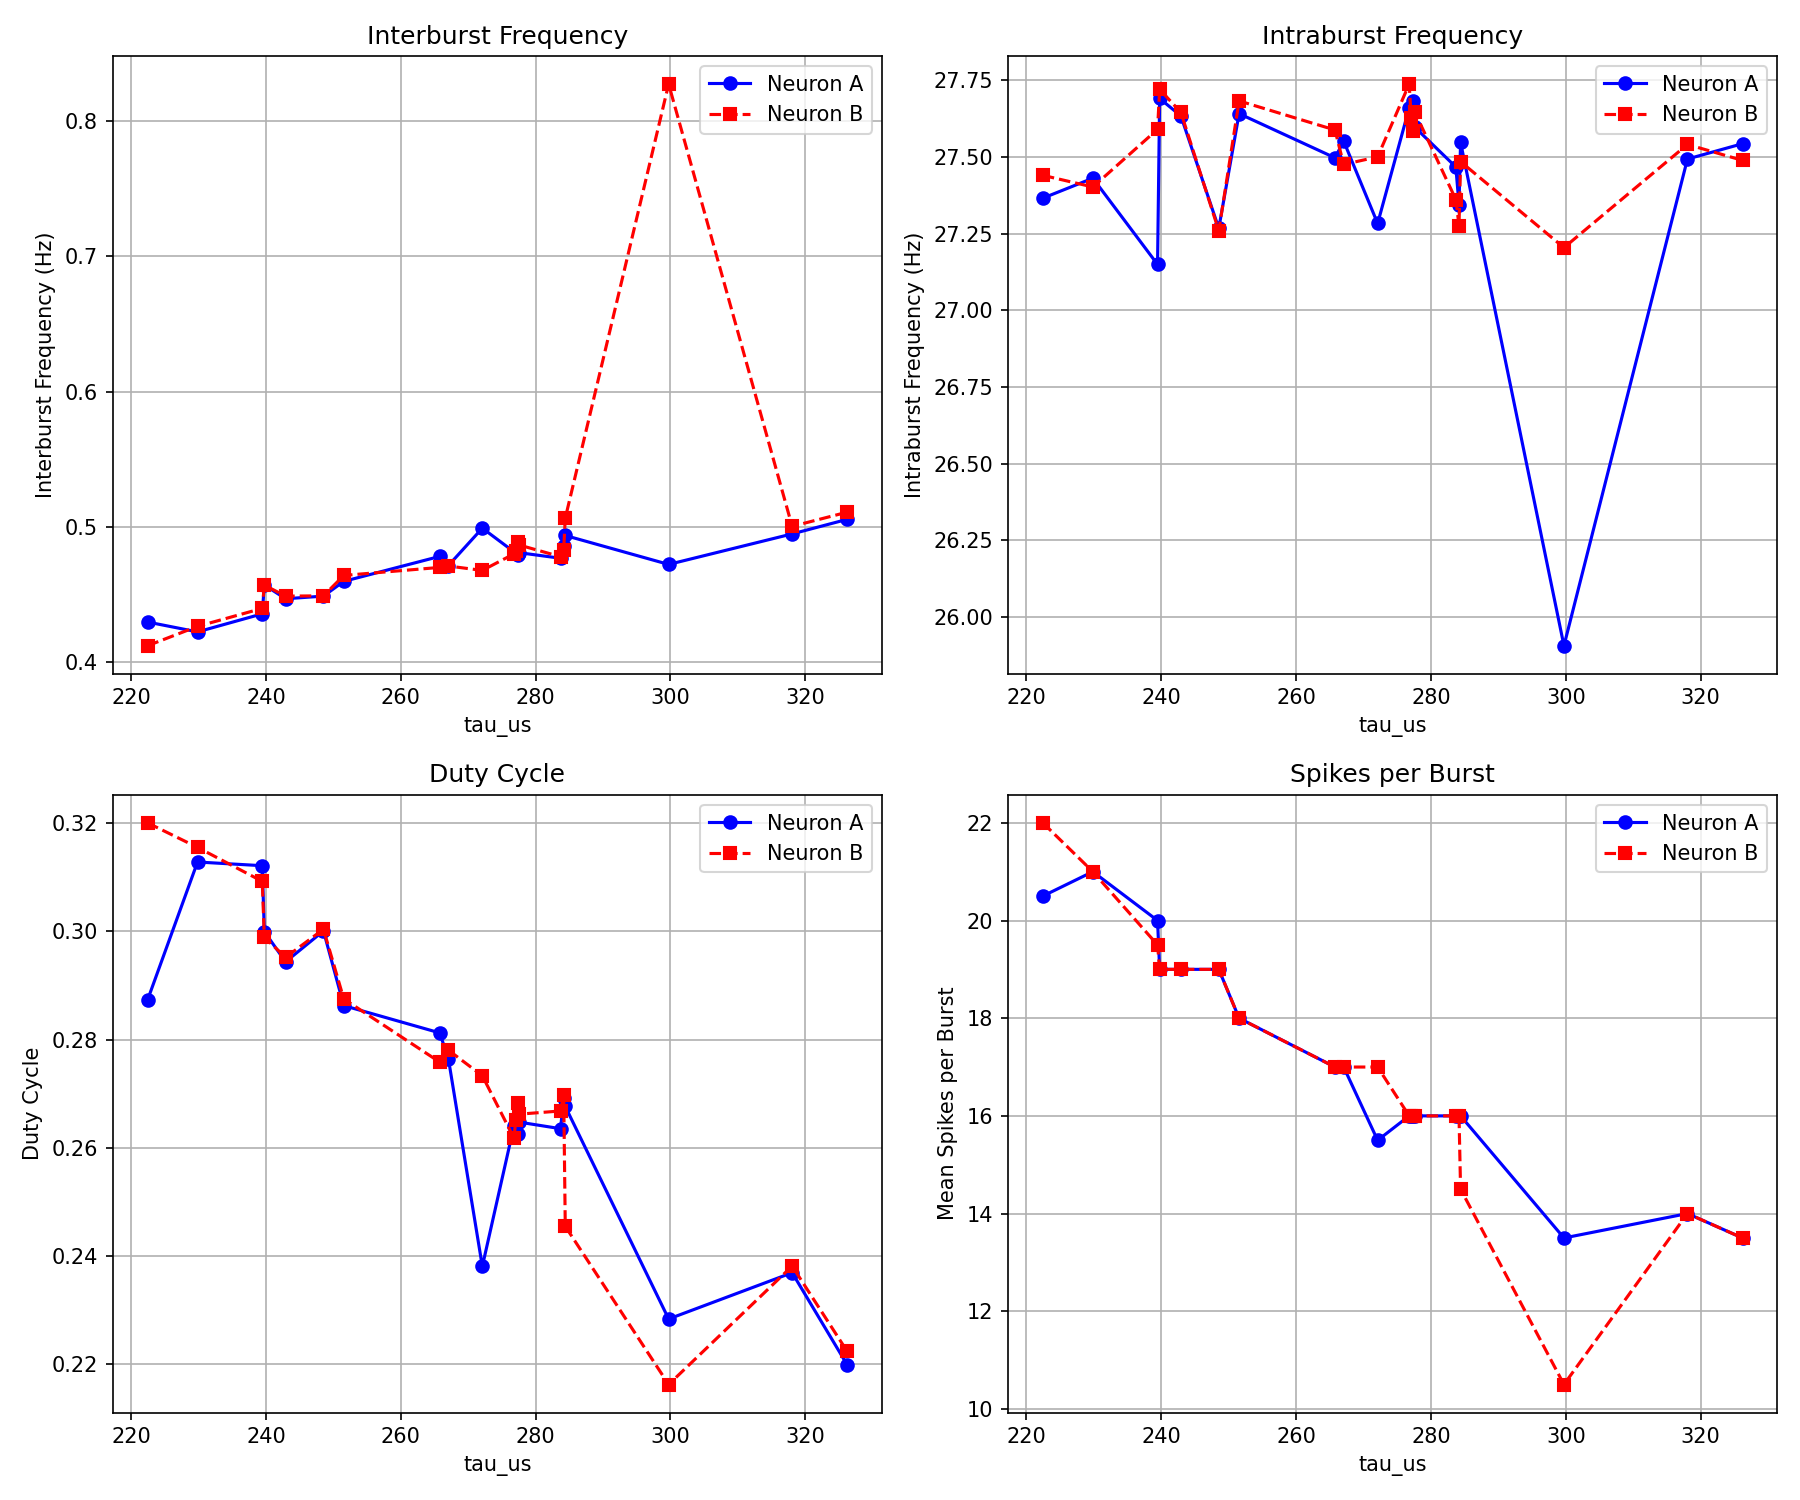 Interburst Frequency
Neuron A
Neuron B
Interburst Frequency (Hz)
0.8
0.7
0.6
0.5
0.4
220 240 260 280 300 320
tau_us
Intraburst Frequency
Neuron A
Neuron B
Intraburst Frequency (Hz)
27.75
27.50
27.25
27.00
26.75
26.50
26.25
26.00
220 240 260 280 300 320
tau_us
Duty Cycle
Neuron A
Neuron B
Duty Cycle
0.32
0.30
0.28
0.26
0.24
0.22
220 240 260 280 300 320
tau_us
Spikes per Burst
Neuron A
Neuron B
Mean Spikes per Burst
22
20
18
16
14
12
10
220 240 260 280 300 320
tau_us